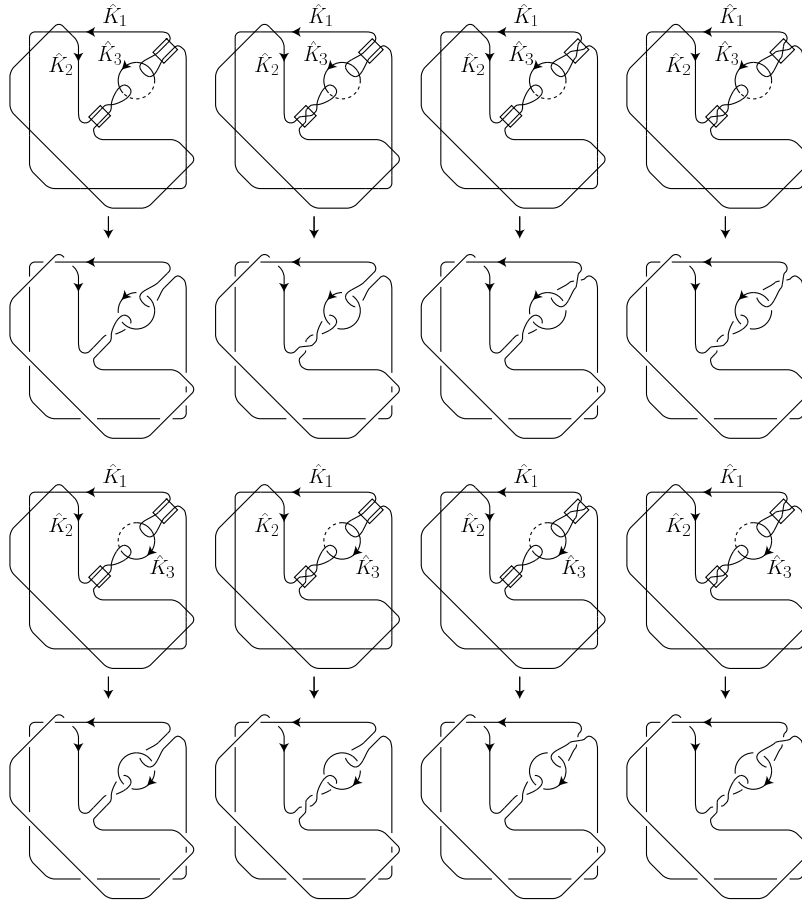 K̂₁ K̂₁ K̂₁ K̂₁
K̂₂ K̂₃ K̂₂ K̂₃ K̂₂ K̂₃ K̂₂ K̂₃
K̂₁ K̂₁ K̂₁ K̂₁
K̂₂ K̂₂ K̂₂ K̂₂
K̂₃ K̂₃ K̂₃ K̂₃